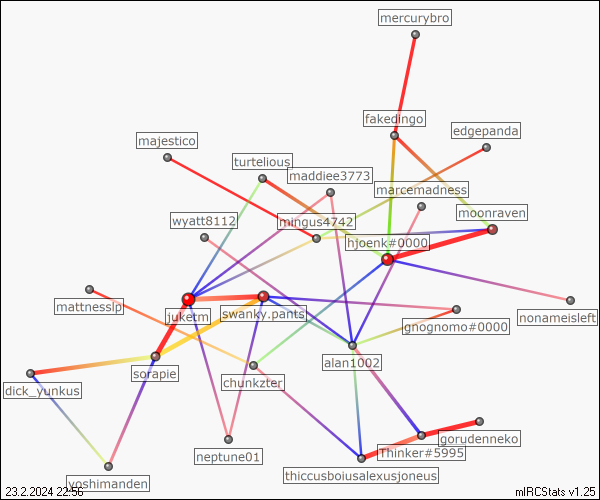 mercurybro
fakedingo
edgepanda
majestico
turtelious
maddiee3773
marcemadness
moonraven
wyatt8112
mingus4742
hjoenk#0000
mattnesslp
juketm
swanky.pants
gnognomo#0000
nonameisleft
alan1002
sorapie
chunkzter
dick_yunkus
gorudenneko
Thinker#5995
neptune01
thiccusboiusalexusjoneus
yoshimanden
23.2.2024 22:56
mIRCStats v1.25